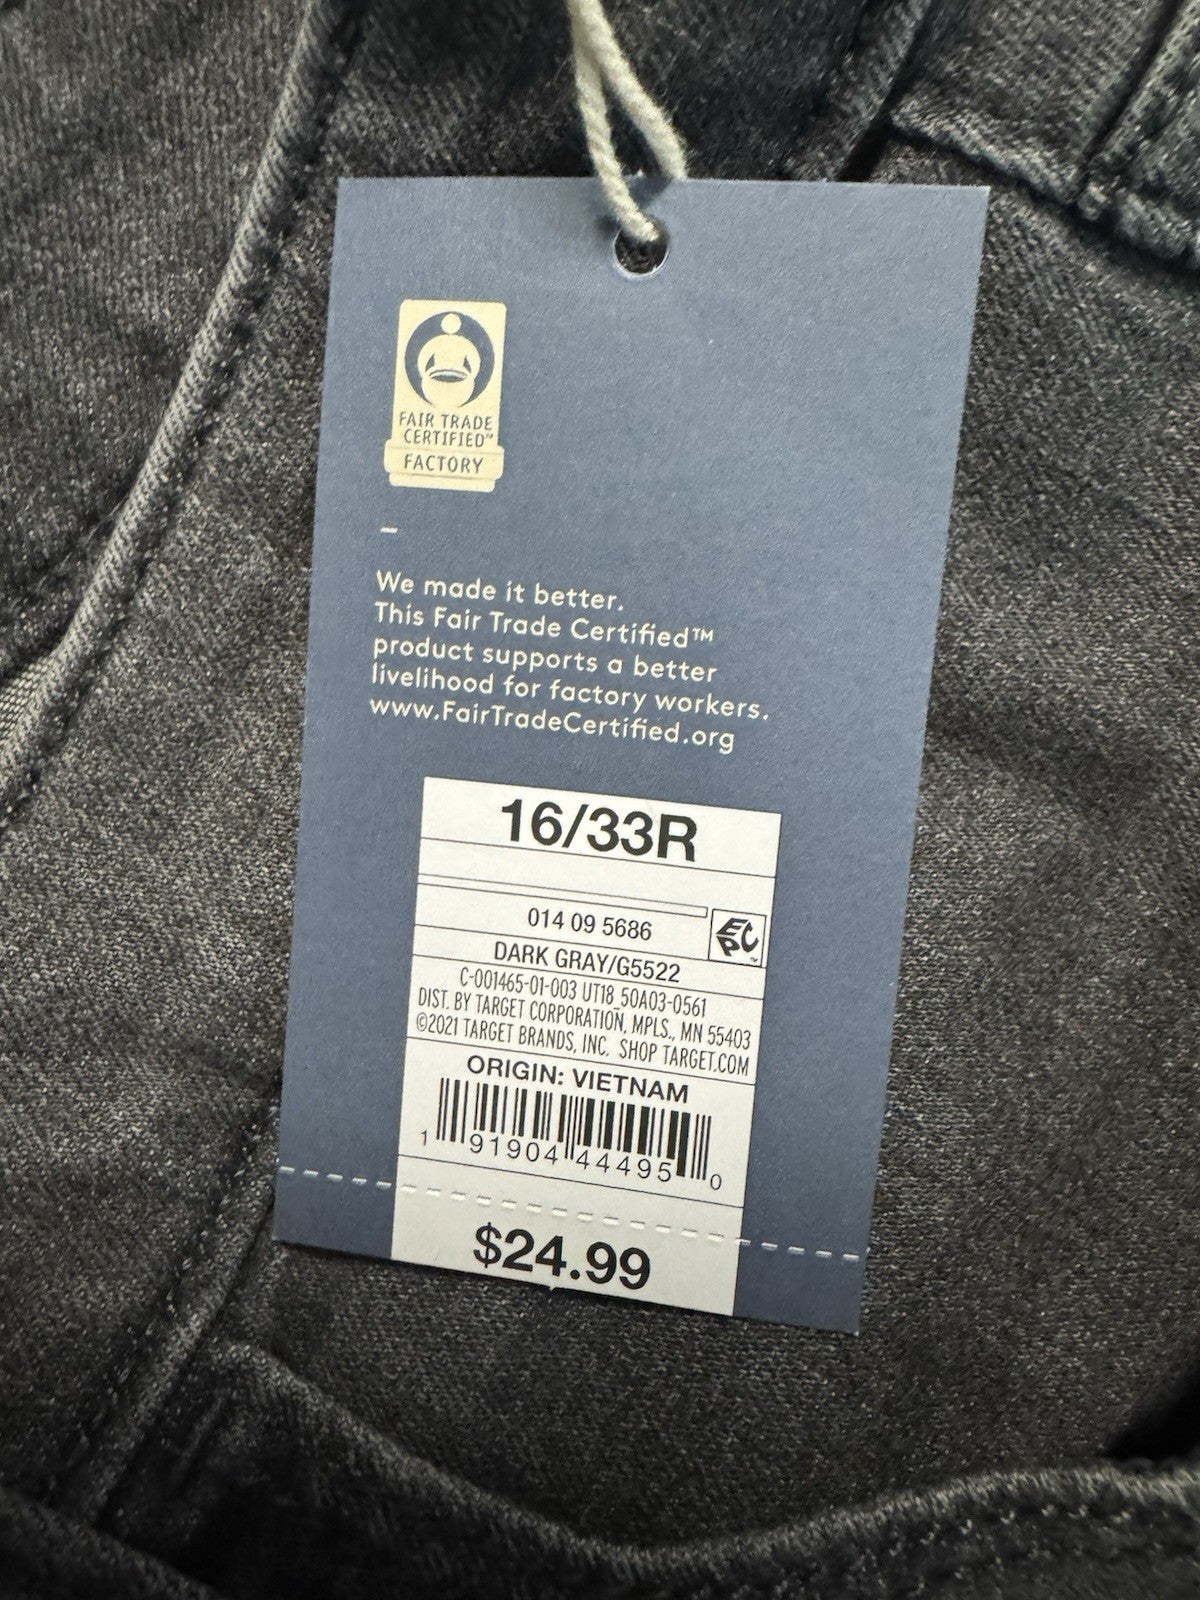 FAIR TRADE
CERTIFIED™
FACTORY
We made it better.
This Fair Trade Certified™
product supports a better
livelihood for factory workers.
www.FairTradeCertified.org
16/33R
014 09 5686
EPC™
DARK GRAY/G5522
C-001465-01-003 UT18_50A03-0561
DIST. BY TARGET CORPORATION, MPLS., MN 55403
©2021 TARGET BRANDS, INC. SHOP TARGET.COM
ORIGIN: VIETNAM
1 91904 44495 0
$24.99